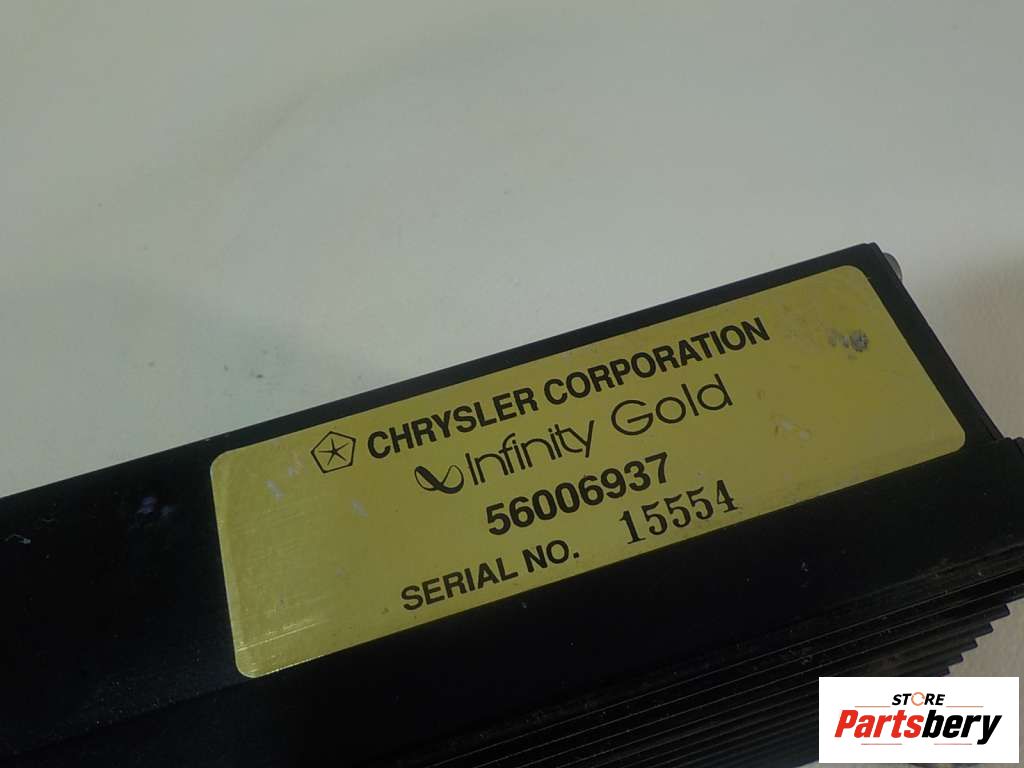 CHRYSLER CORPORATION
Infinity Gold
56006937
SERIAL NO. 15554
STORE
Partsbery